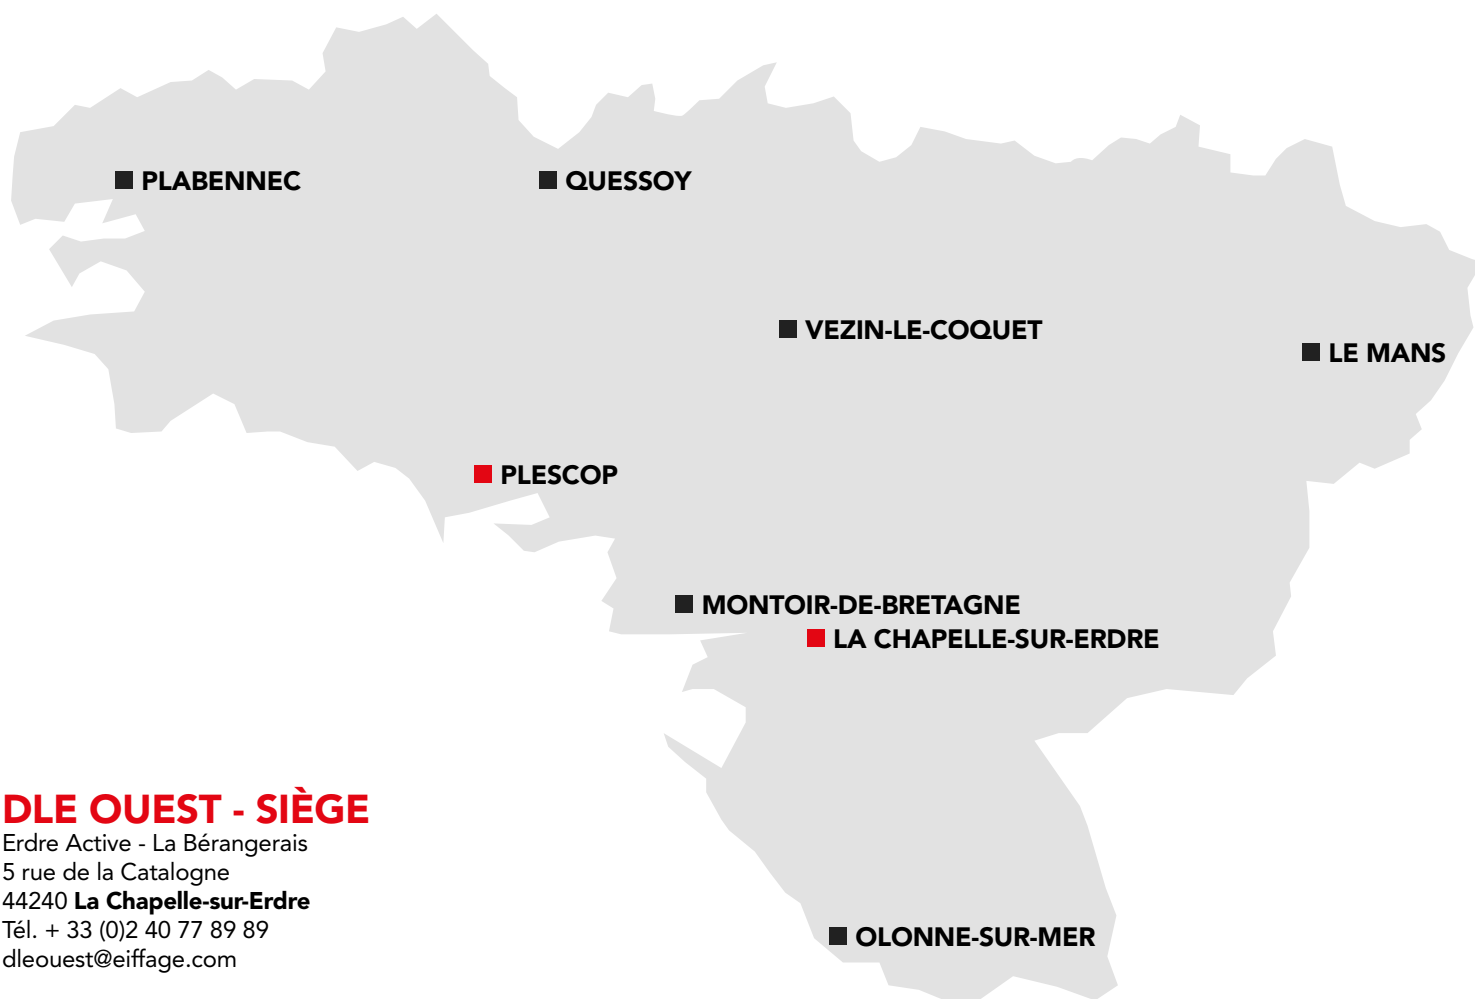 PLABENNEC
QUESSOY
VEZIN-LE-COQUET
LE MANS
PLESCOP
MONTOIR-DE-BRETAGNE
LA CHAPELLE-SUR-ERDRE
DLE OUEST - SIÈGE
Erdre Active - La Bérangerais
5 rue de la Catalogne
44240 La Chapelle-sur-Erdre
Tél. + 33 (0)2 40 77 89 89
dleouest@eiffage.com
OLONNE-SUR-MER